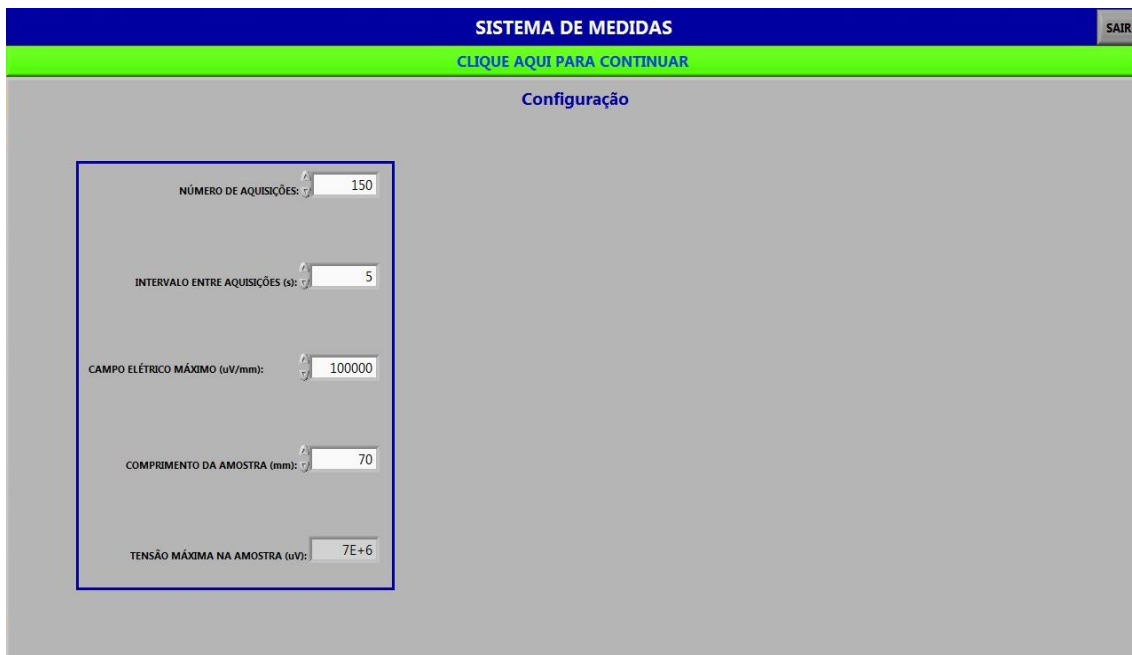 SISTEMA DE MEDIDAS
SAIR
CLIQUE AQUI PARA CONTINUAR
Configuração
NÚMERO DE AQUISIÇÕES: 150
INTERVALO ENTRE AQUISIÇÕES (s): 5
CAMPO ELÉTRICO MÁXIMO (uV/mm): 100000
COMPRIMENTO DA AMOSTRA (mm): 70
TENSÃO MÁXIMA NA AMOSTRA (uV): 7E+6